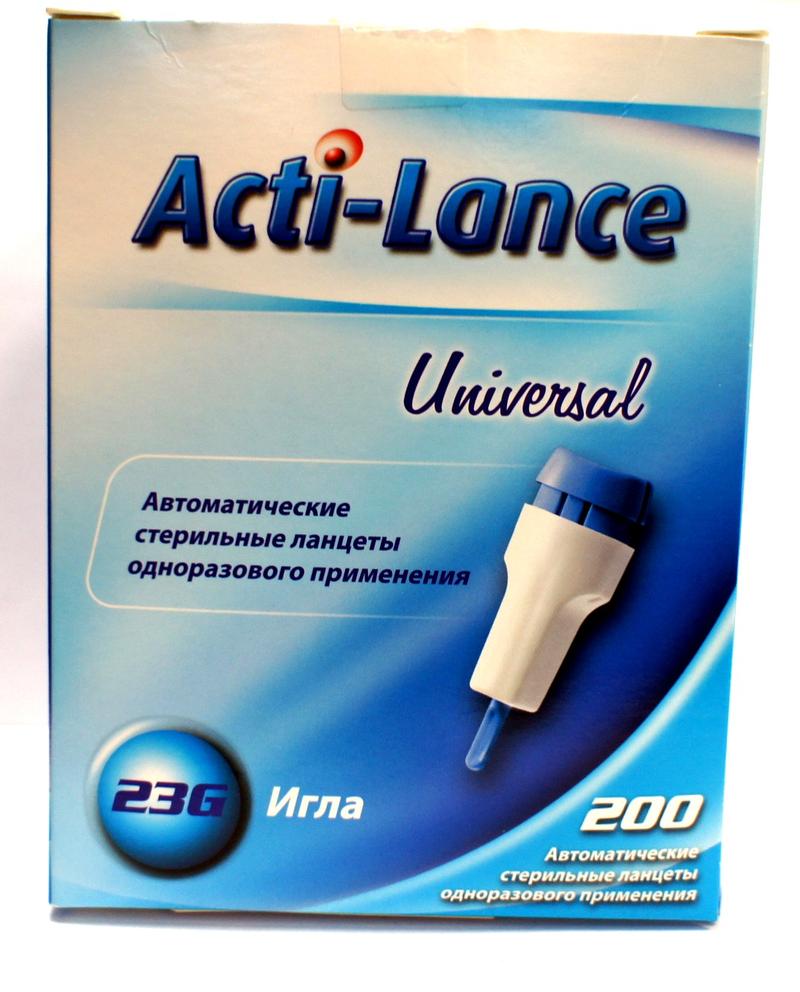 Acti-Lance
Universal
Автоматические
стерильные ланцеты
одноразового применения
23G Игла
200
Автоматические
стерильные ланцеты
одноразового применения